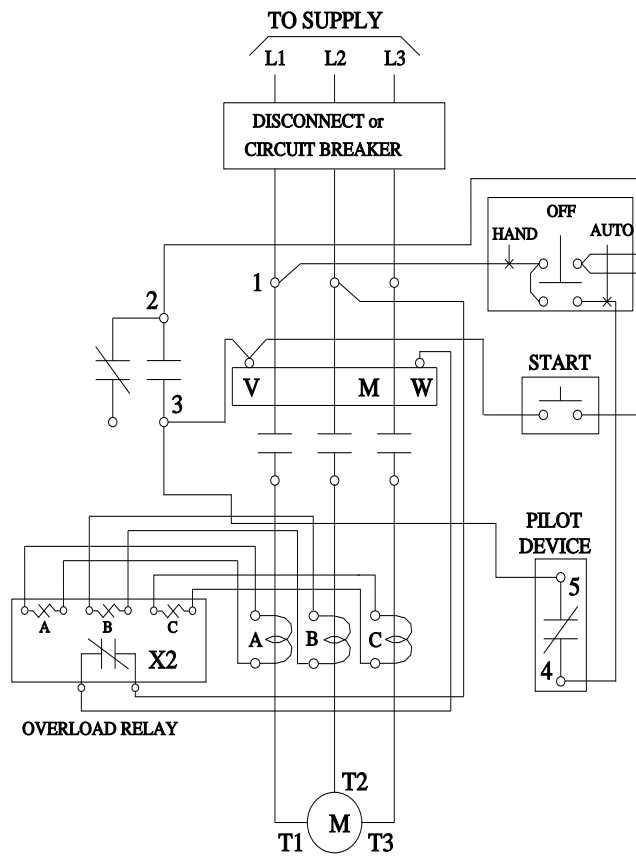 TO SUPPLY
L1 L2 L3
DISCONNECT or
CIRCUIT BREAKER
OFF
HAND AUTO
1
2
3
V M W
START
PILOT
DEVICE
5
4
A B C
X2
A B C
OVERLOAD RELAY
T2
M
T1 T3